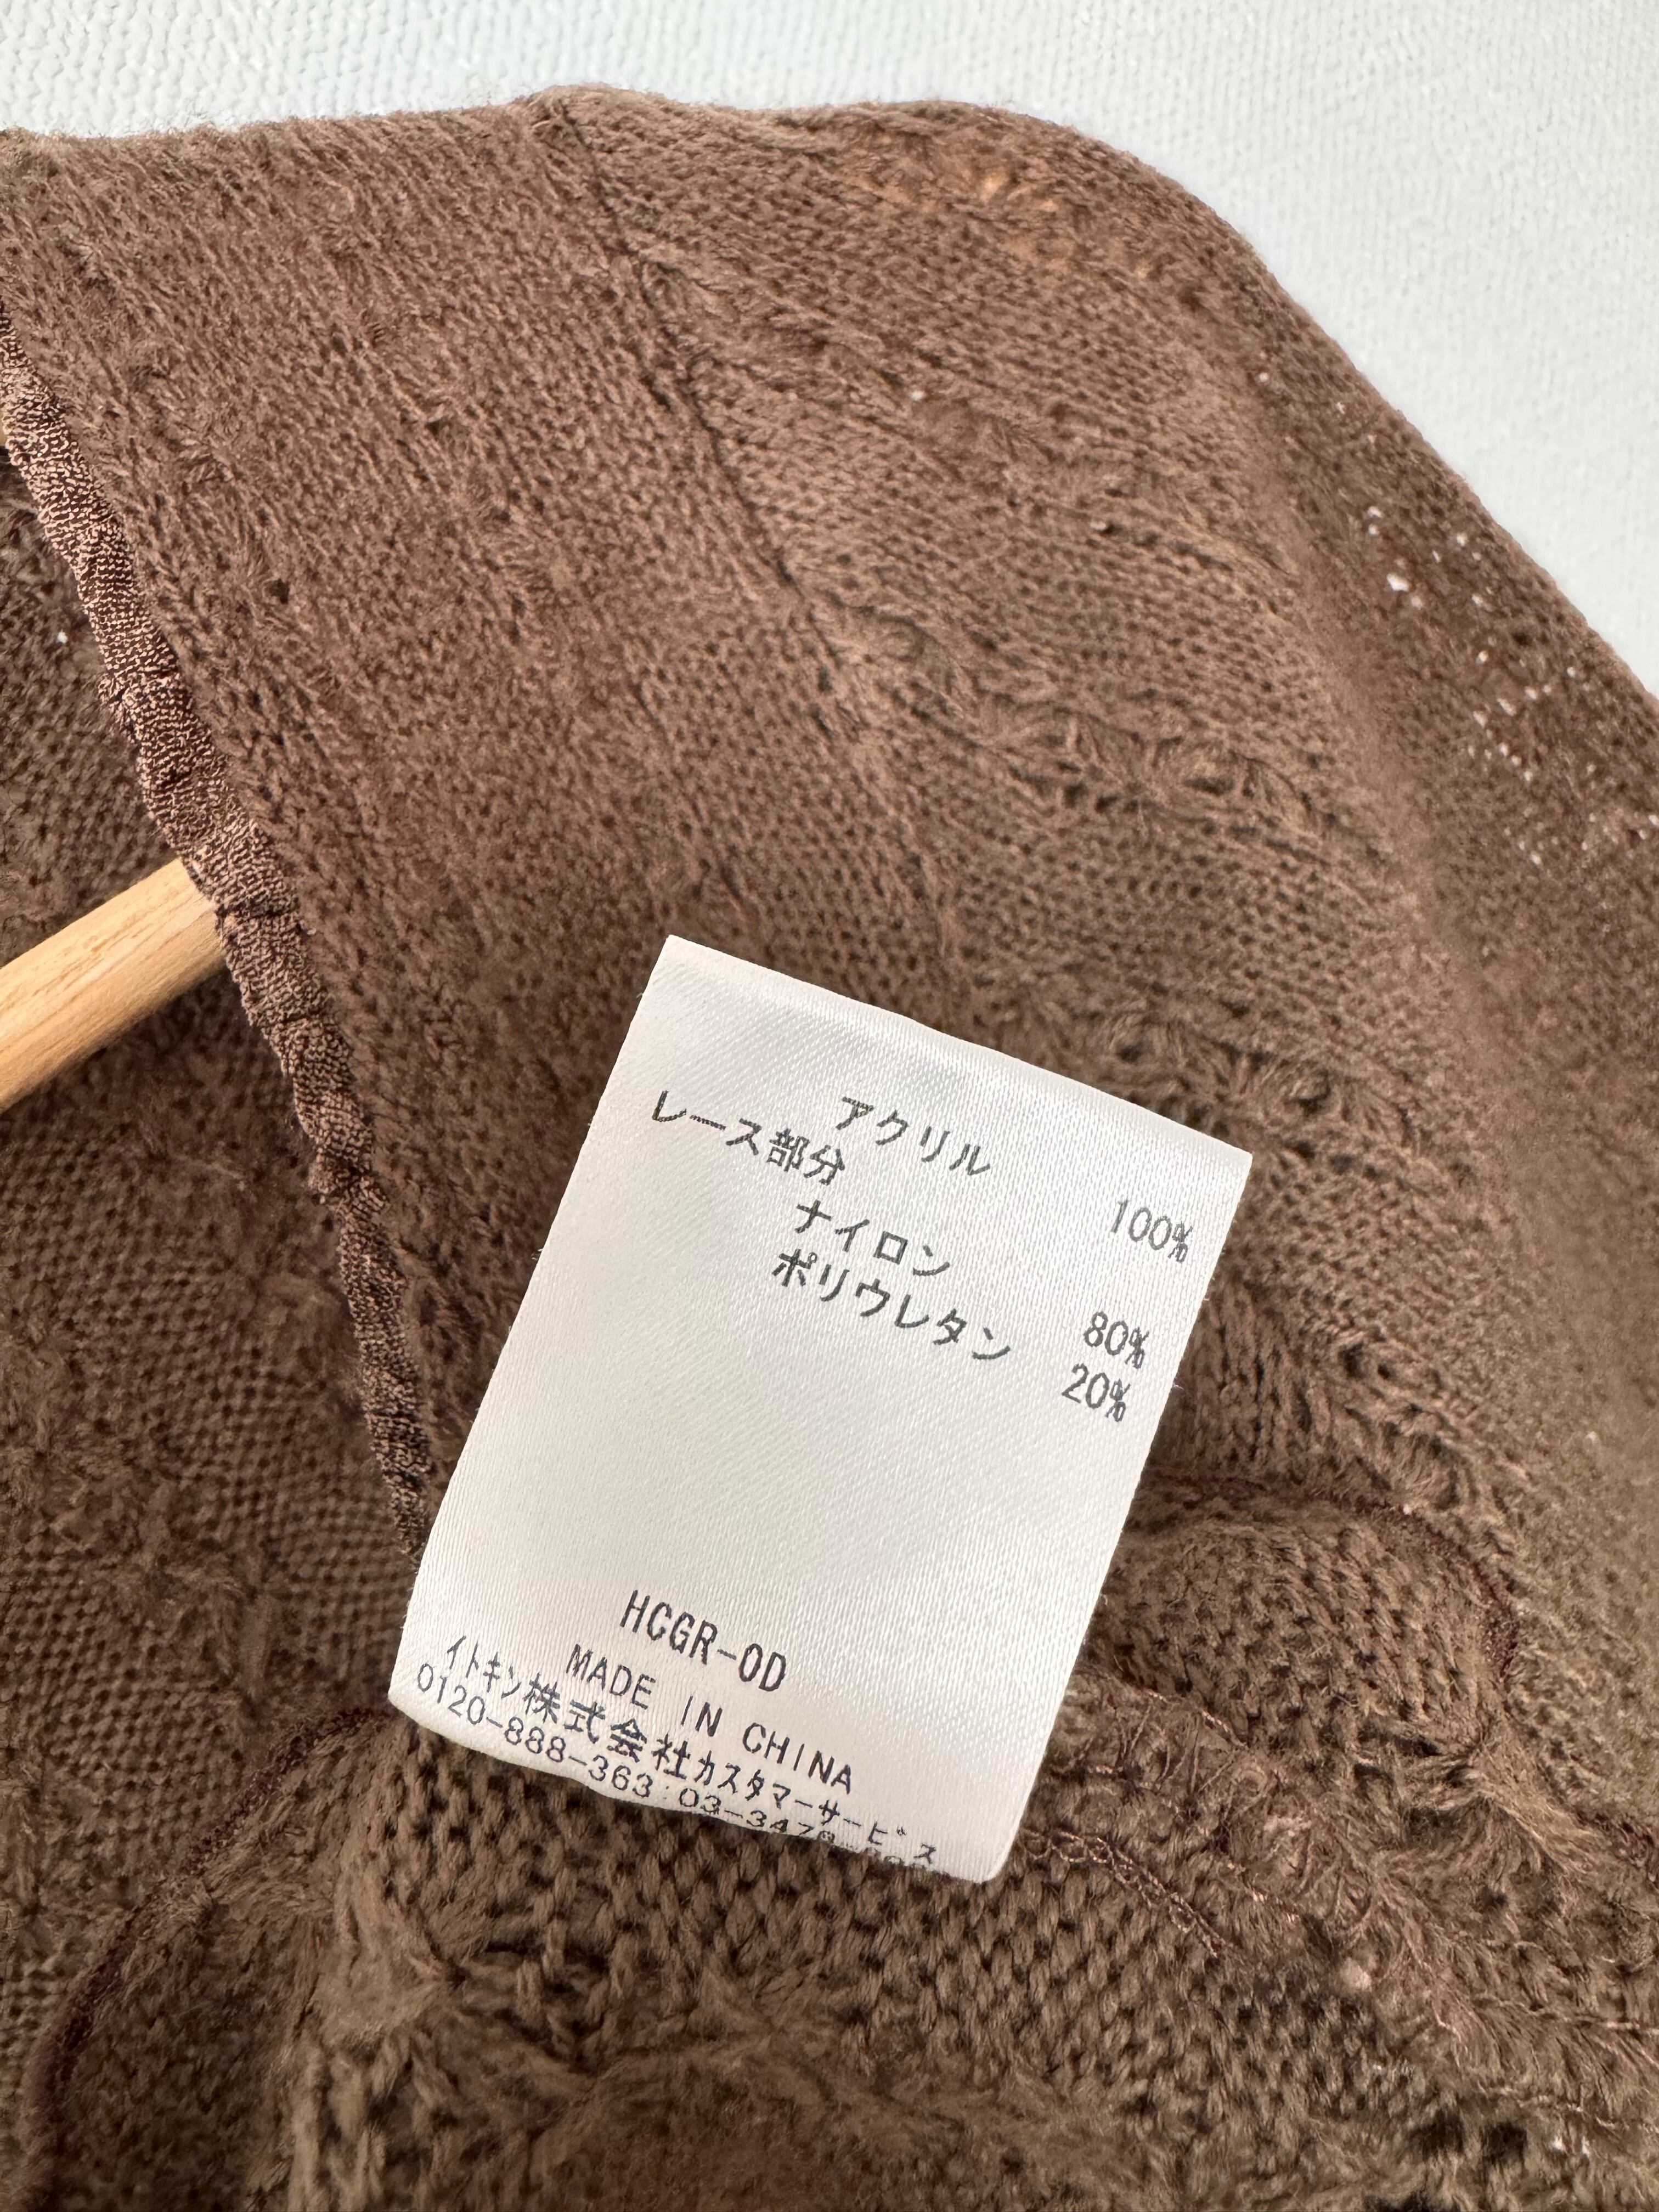 アクリル 100%
レース部分
ナイロン 80%
ポリウレタン 20%
HCGR-OD
MADE IN CHINA
イトキン株式会社カスタマーサービス
0120-888-363 03-3478-